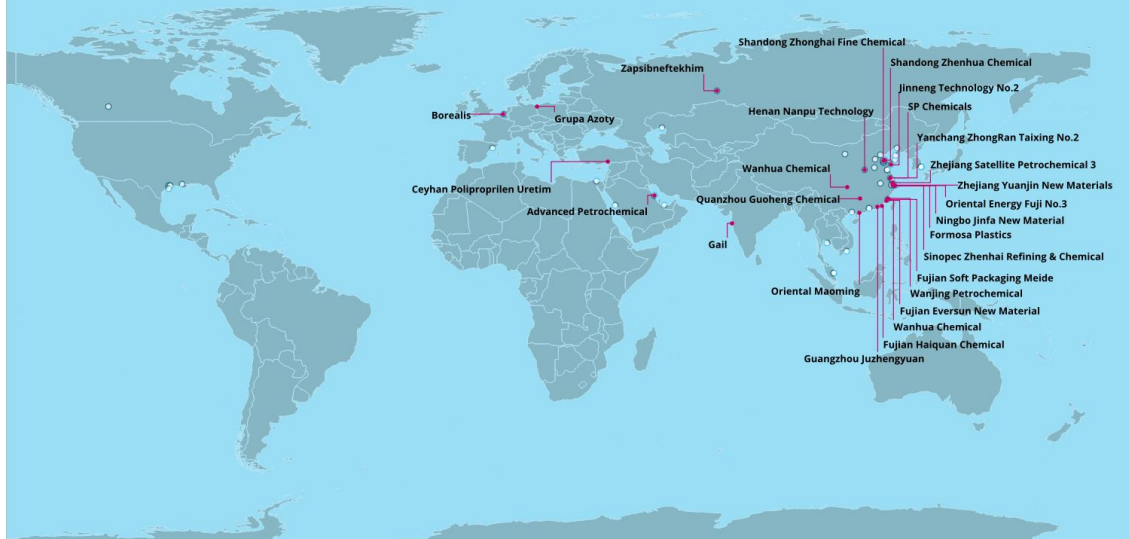 Shandong Zhonghai Fine Chemical
Shandong Zhenhua Chemical
Zapsibneftekhim
Jinneng Technology No.2
SP Chemicals
Henan Nanpu Technology
Borealis
Grupa Azoty
Yanchang ZhongRan Taixing No.2
Zhejiang Satellite Petrochemical 3
Wanhua Chemical
Zhejiang Yuanjin New Materials
Ceyhan Poliproprilen Uretim
Quanzhou Guoheng Chemical
Oriental Energy Fuji No.3
Advanced Petrochemical
Ningbo Jinfa New Material
Formosa Plastics
Gail
Sinopec Zhenhai Refining & Chemical
Fujian Soft Packaging Meide
Oriental Maoming
Wanjing Petrochemical
Fujian Eversun New Material
Wanhua Chemical
Fujian Haiquan Chemical
Guangzhou Juzhengyuan